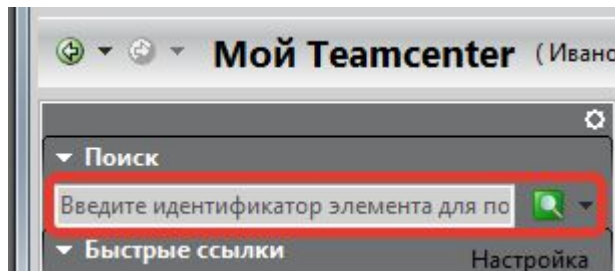 Мой Teamcenter (Ивано
Поиск
Введите идентификатор элемента для по
Быстрые ссылки
Настройка